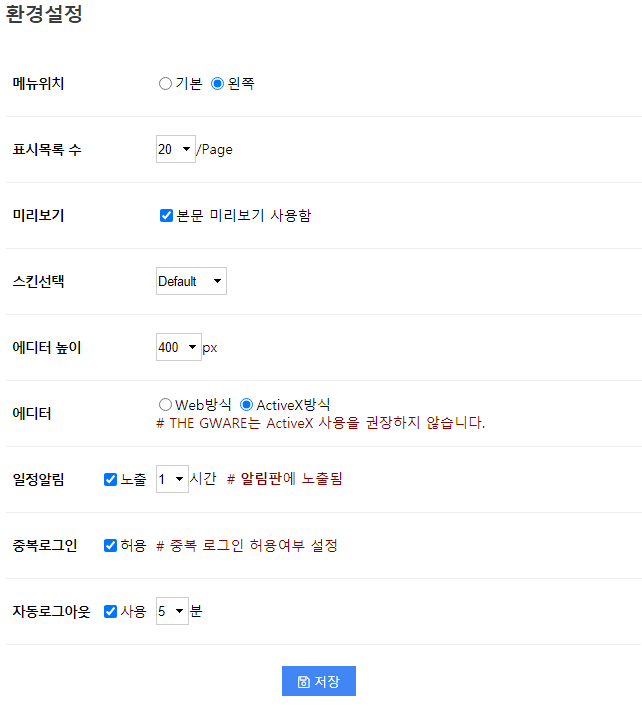 환경설정
메뉴위치 기본 왼쪽
표시목록 수 20 /Page
미리보기 본문 미리보기 사용함
스킨선택 Default
에디터 높이 400 px
에디터 Web방식 ActiveX방식
# THE GWARE는 ActiveX 사용을 권장하지 않습니다.
일정알림 노출 1 시간 # 알림판에 노출됨
중복로그인 허용 # 중복 로그인 허용여부 설정
자동로그아웃 사용 5 분
저장